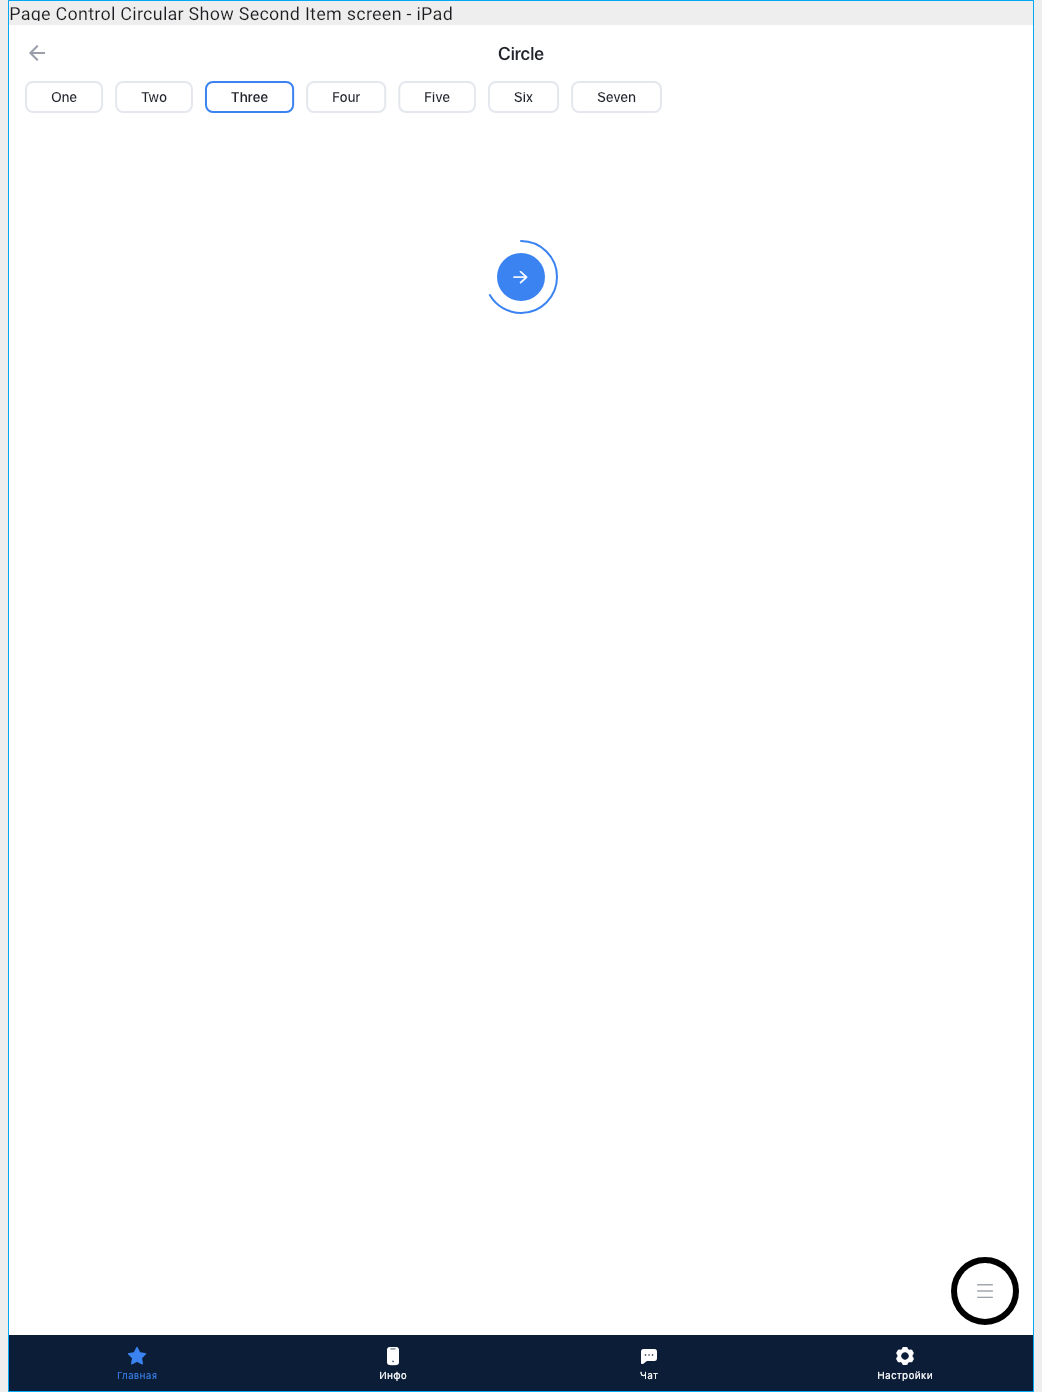 Page Control Circular Show Second Item screen - iPad
Circle
One Two Three Four Five Six Seven
Главная Инфо Чат Настройки